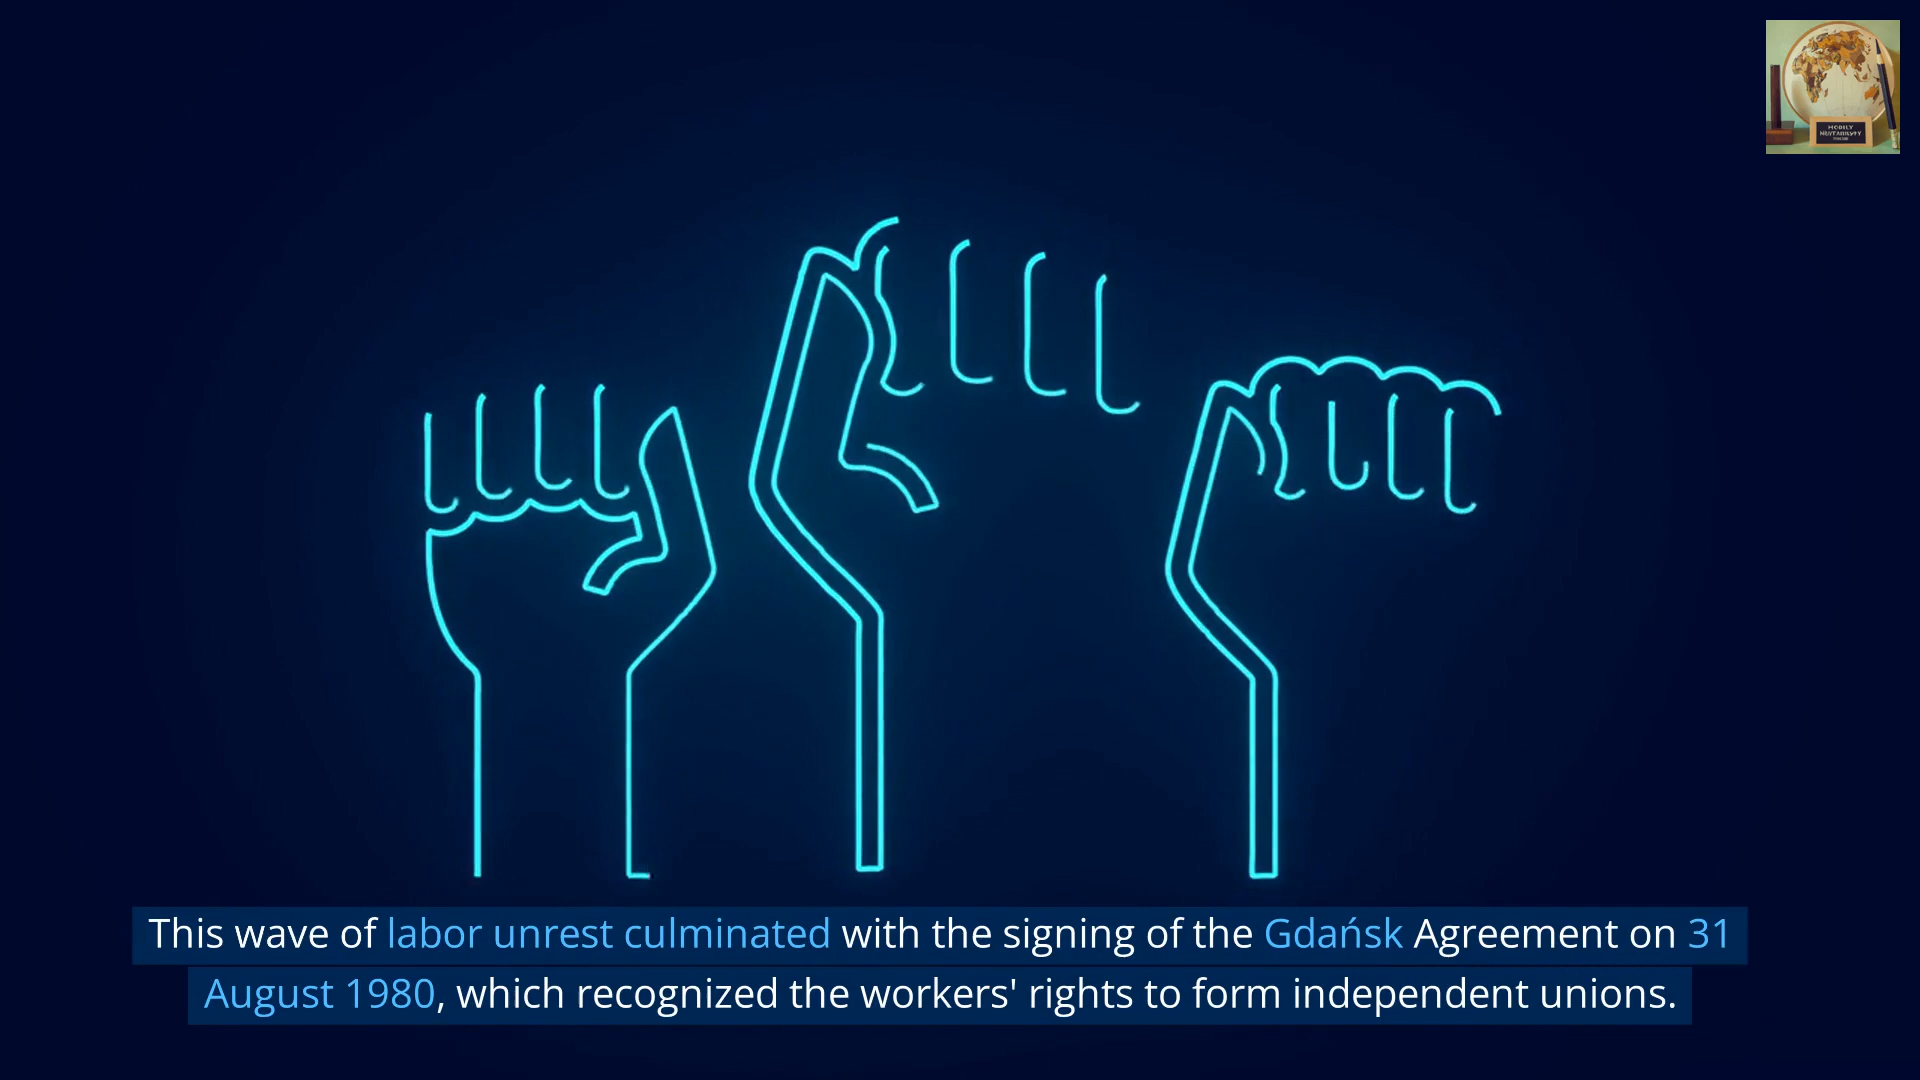 This wave of labor unrest culminated with the signing of the Gdańsk Agreement on 31
August 1980, which recognized the workers' rights to form independent unions.